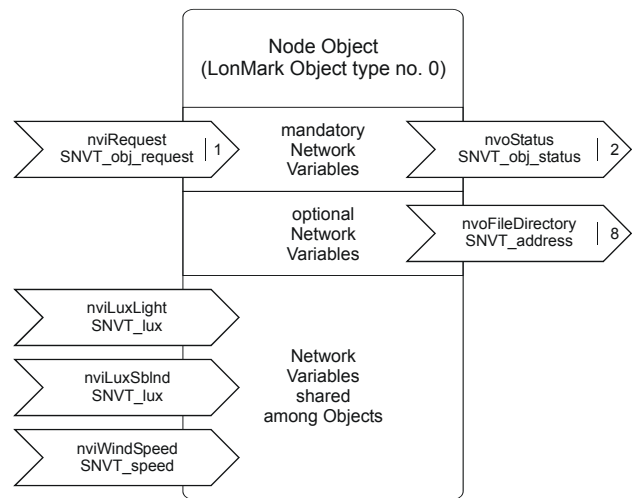 Node Object
(LonMark Object type no. 0)
nviRequest
SNVT_obj_request
1
mandatory
Network
Variables
nvoStatus
SNVT_obj_status
2
optional
Network
Variables
nvoFileDirectory
SNVT_address
8
nviLuxLight
SNVT_lux
nviLuxSblnd
SNVT_lux
nviWindSpeed
SNVT_speed
Network
Variables
shared
among Objects